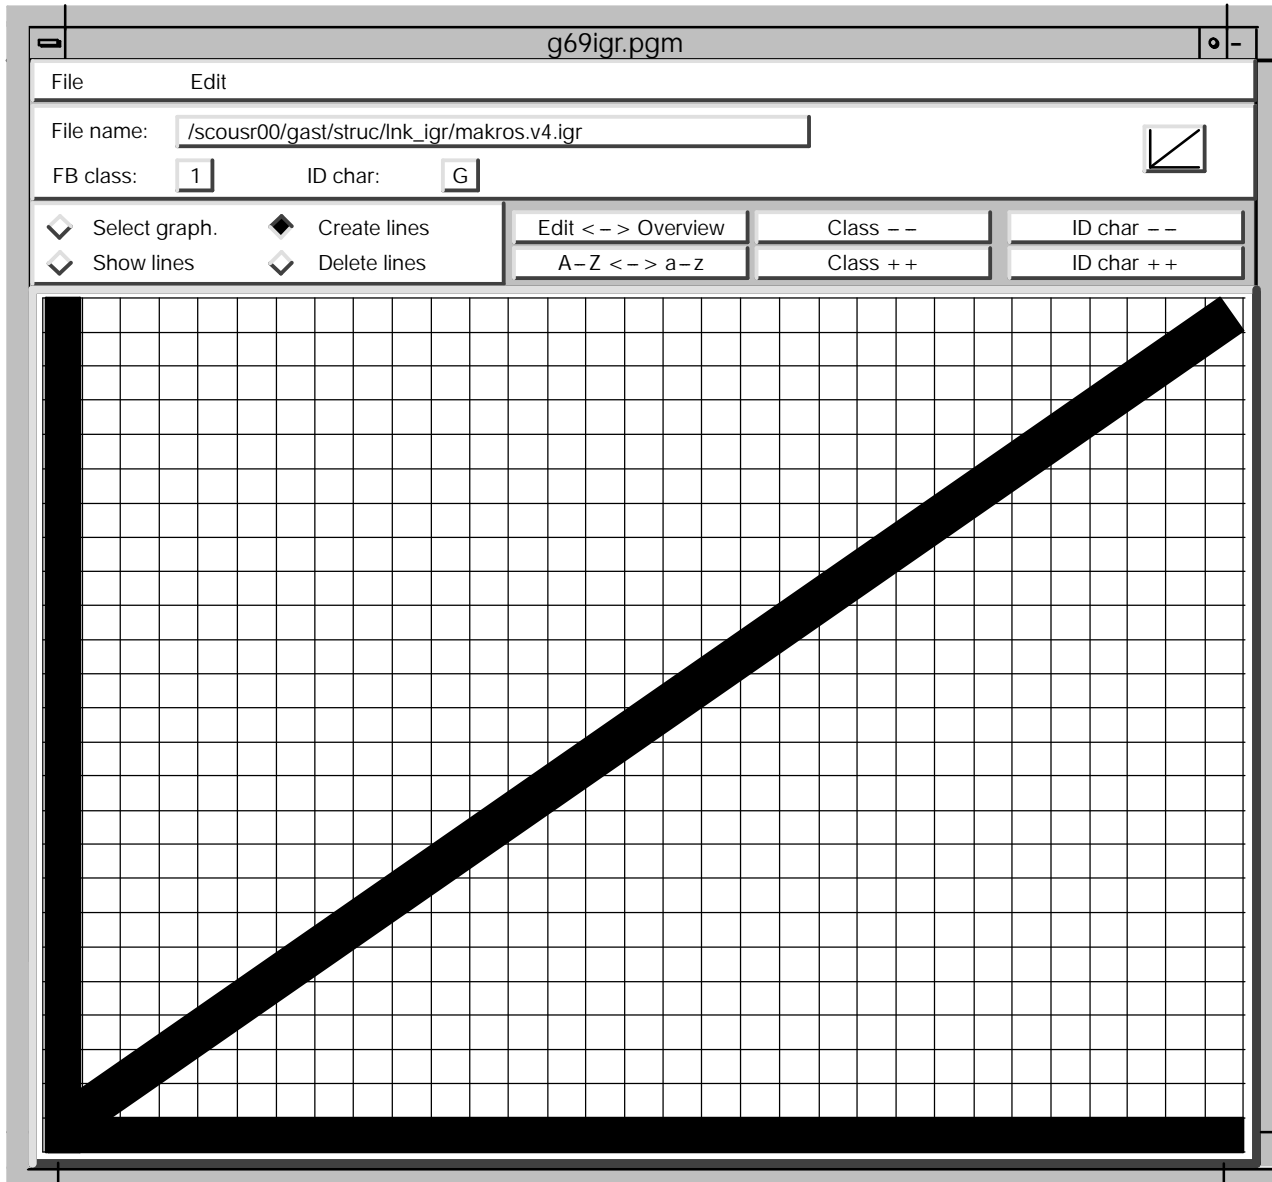 g69igr.pgm
File Edit
File name: /scousr00/gast/struc/lnk_igr/makros.v4.igr
FB class: 1 ID char: G
Select graph. Create lines Edit < – > Overview Class – – ID char – –
Show lines Delete lines A–Z < – > a–z Class + + ID char + +